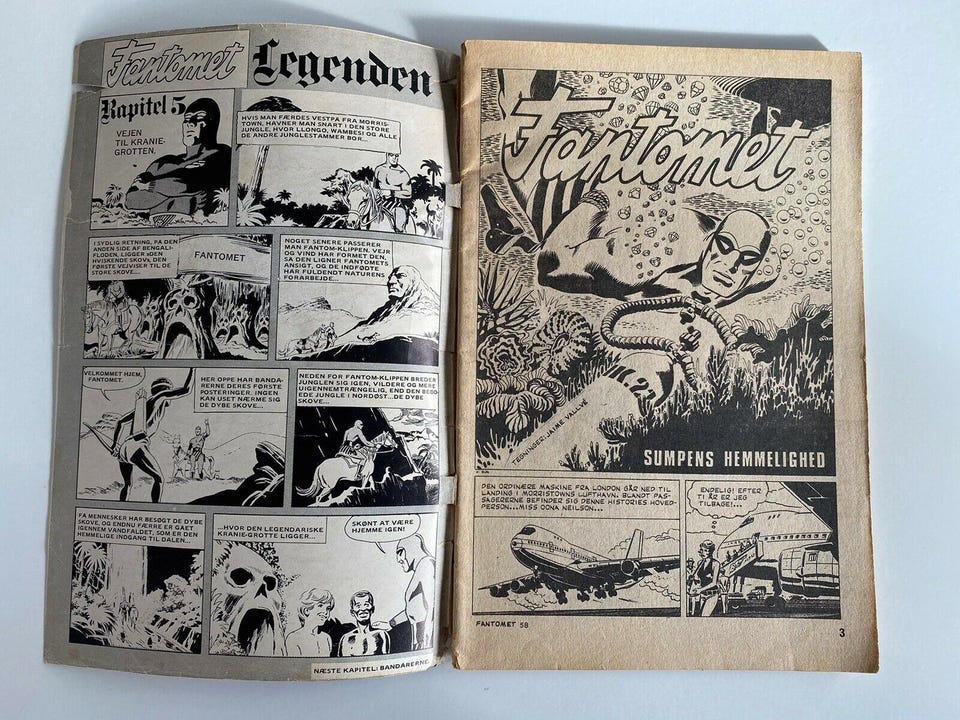 Fantomet
Legenden
Kapitel 5
VEJEN
TIL KRANIE-
GROTTEN.
HVIS MAN FÆRDES VESTPÅ FRA MORRIS-
TOWN, HAVNER MAN SNART I DEN STORE
JUNGLE, HVOR LLONGO, WAMBESI OG ALLE
DE ANDRE JUNGLESTAMMER BOR...
I SYDLIG RETNING, PÅ DEN
ANDEN SIDE AF BENGALI-
FLODEN, LIGGER »DEN
HVISKENDE SKOV«, DEN
FØRSTE VEJVISER TIL DE
STORE SKOVE...
FANTOMET
NOGET SENERE PASSERER
MAN FANTOM-KLIPPEN. VEJR
OG VIND HAR FORMET DEN,
SÅ DEN LIGNER FANTOMETS
ANSIGT, OG DE INDFØDTE
HAR FULDENDT NATURENS
FORARBEJDE...
VELKOMMET HJEM,
FANTOMET.
HER OPPE HAR BANDA-
RERNE DERES FØRSTE
POSTERINGER. INGEN
KAN USET NÆRME SIG
DE DYBE SKOVE...
NEDEN FOR FANTOM-KLIPPEN BREDER
JUNGLEN SIG IGEN, VILDERE OG MERE
UIGENNEMTRÆNGELIG, END DEN BEBO-
EDE JUNGLE I NORDØST...DE DYBE
SKOVE...
FÅ MENNESKER HAR BESØGT DE DYBE
SKOVE, OG ENDNU FÆRRE ER GÅET
IGENNEM VANDFALDET, SOM ER DEN
HEMMELIGE INDGANG TIL DALEN...
...HVOR DEN LEGENDARISKE
KRANIE-GROTTE LIGGER...
SKØNT AT VÆRE
HJEMME IGEN!
NÆSTE KAPITEL: BANDARERNE.
Fantomet
TEGNINGER: JAIME VALLVÉ
SUMPENS HEMMELIGHED
DEN ORDINÆRE MASKINE FRA LONDON GÅR NED TIL
LANDING I MORRISTOWNS LUFTHAVN. BLANDT PAS-
SAGERERNE BEFINDER SIG DENNE HISTORIES HOVED-
PERSON...MISS OONA NEILSON...
ENDELIG! EFTER
TI ÅR ER JEG
TILBAGE!...
FANTOMET 58
3